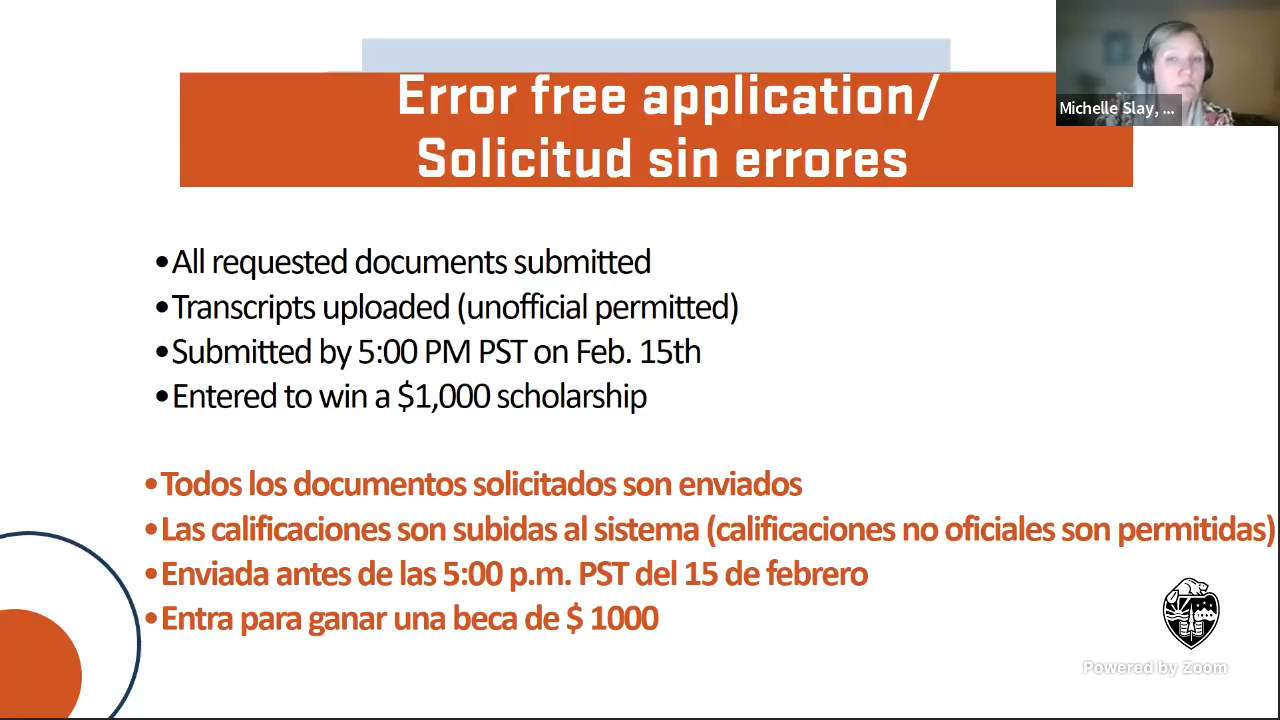 Error free application/
Solicitud sin errores
Michelle Slay, ...
•All requested documents submitted
•Transcripts uploaded (unofficial permitted)
•Submitted by 5:00 PM PST on Feb. 15th
•Entered to win a $1,000 scholarship
•Todos los documentos solicitados son enviados
•Las calificaciones son subidas al sistema (calificaciones no oficiales son permitidas)
•Enviada antes de las 5:00 p.m. PST del 15 de febrero
•Entra para ganar una beca de $ 1000
Powered by Zoom